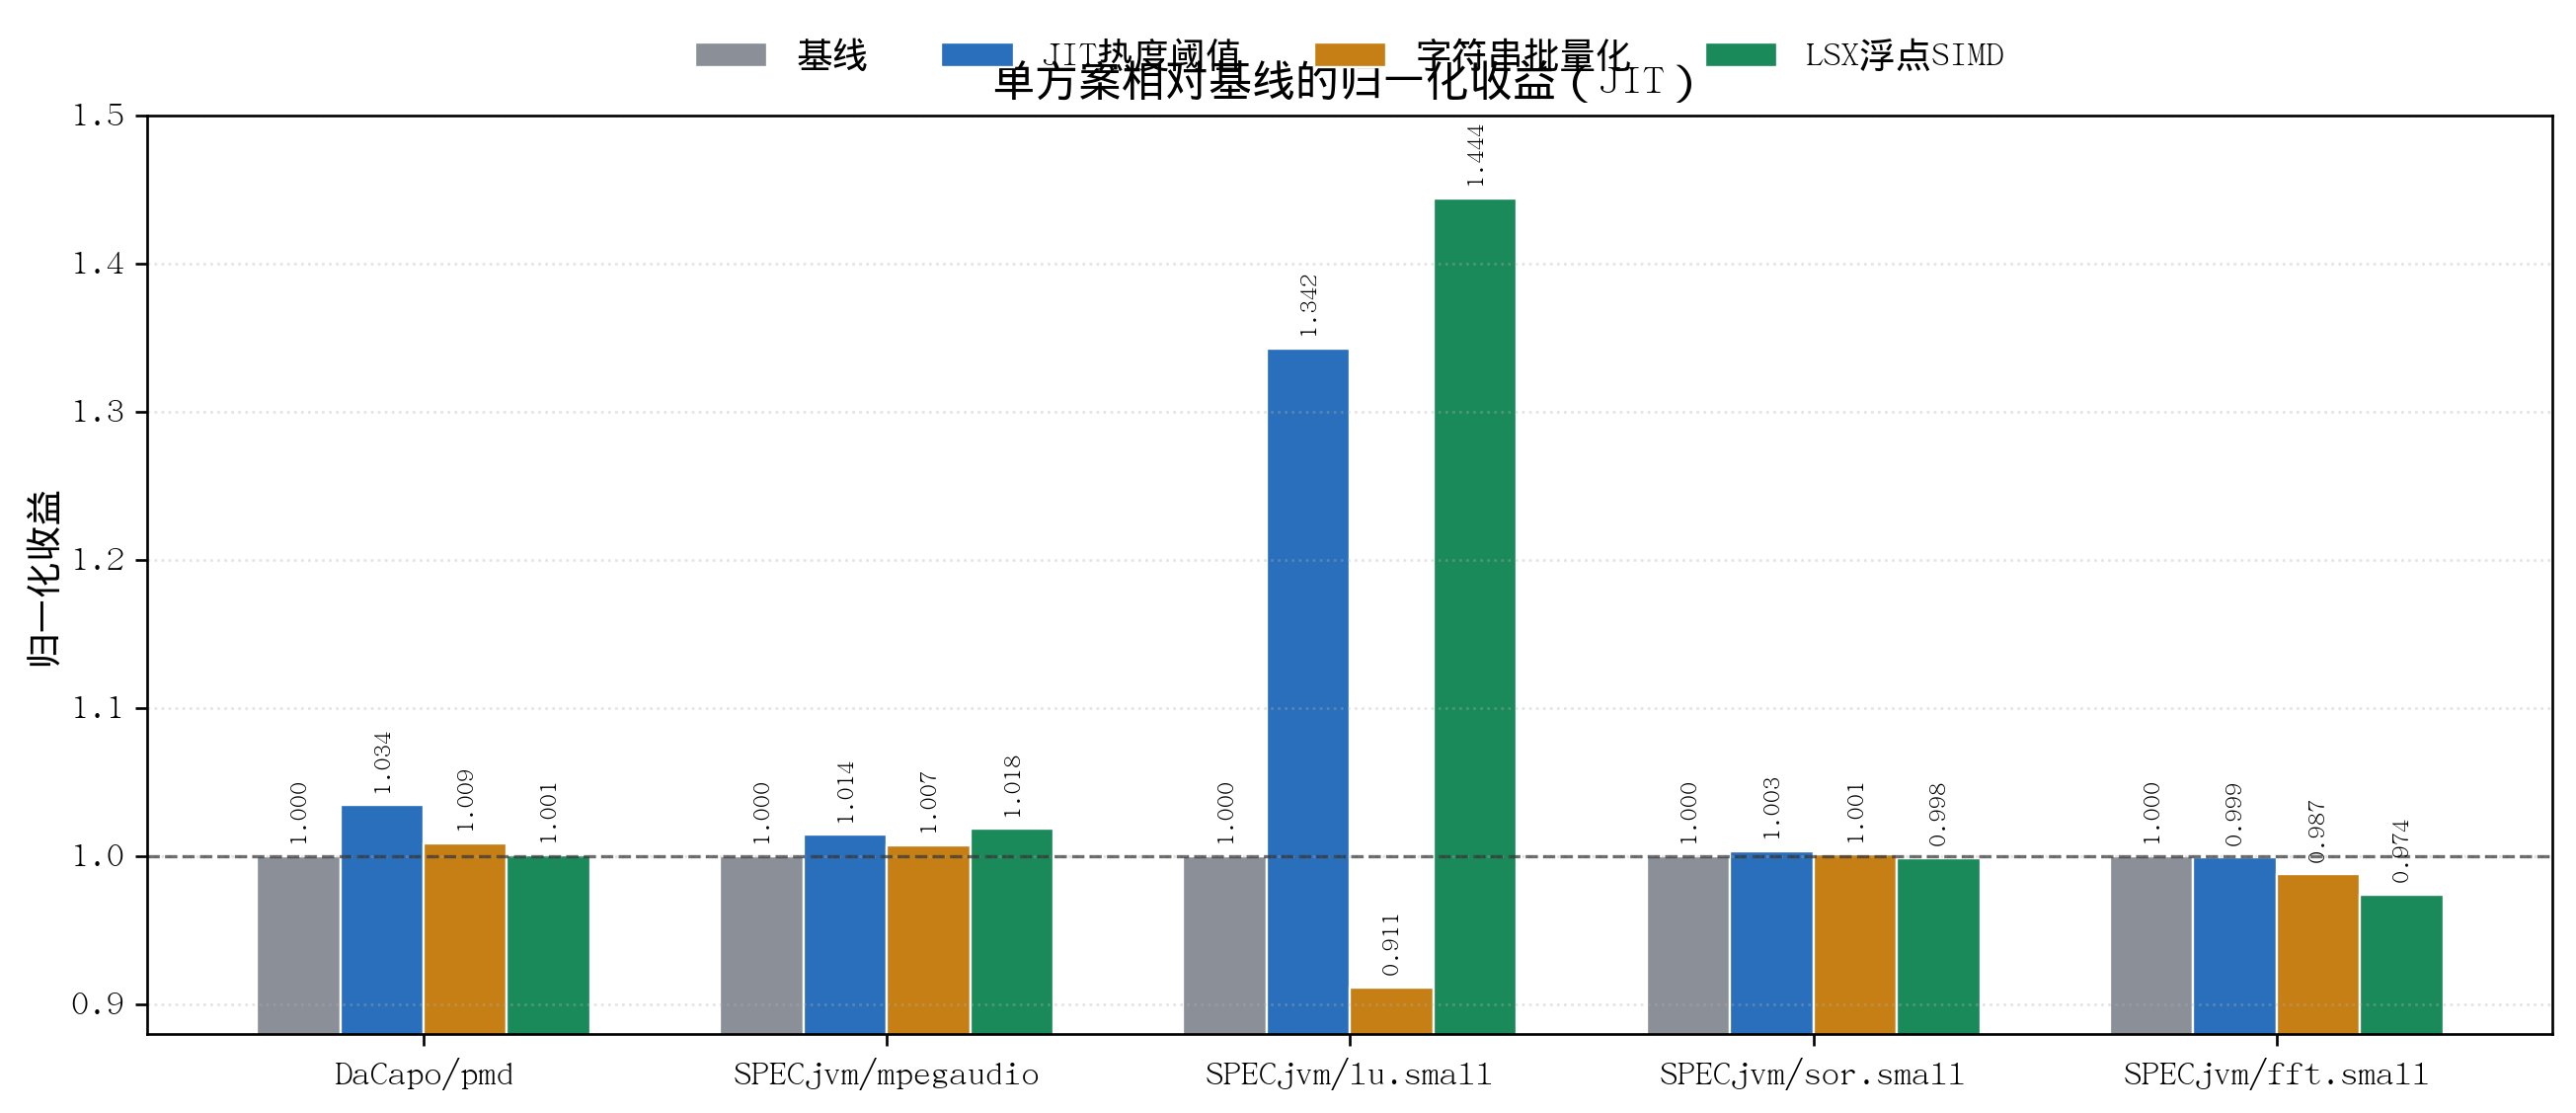 基线 JIT热度阈值 字符串批量化 LSX浮点SIMD
单方案相对基线的归一化收益（JIT）
归一化收益
1.5
1.4
1.3
1.2
1.1
1.0
0.9
1.000 1.034 1.009 1.001
1.000 1.014 1.007 1.018
1.000 1.342 0.911 1.444
1.000 1.003 1.001 0.998
1.000 0.999 0.987 0.974
DaCapo/pmd SPECjvm/mpegaudio SPECjvm/lu.small SPECjvm/sor.small SPECjvm/fft.small